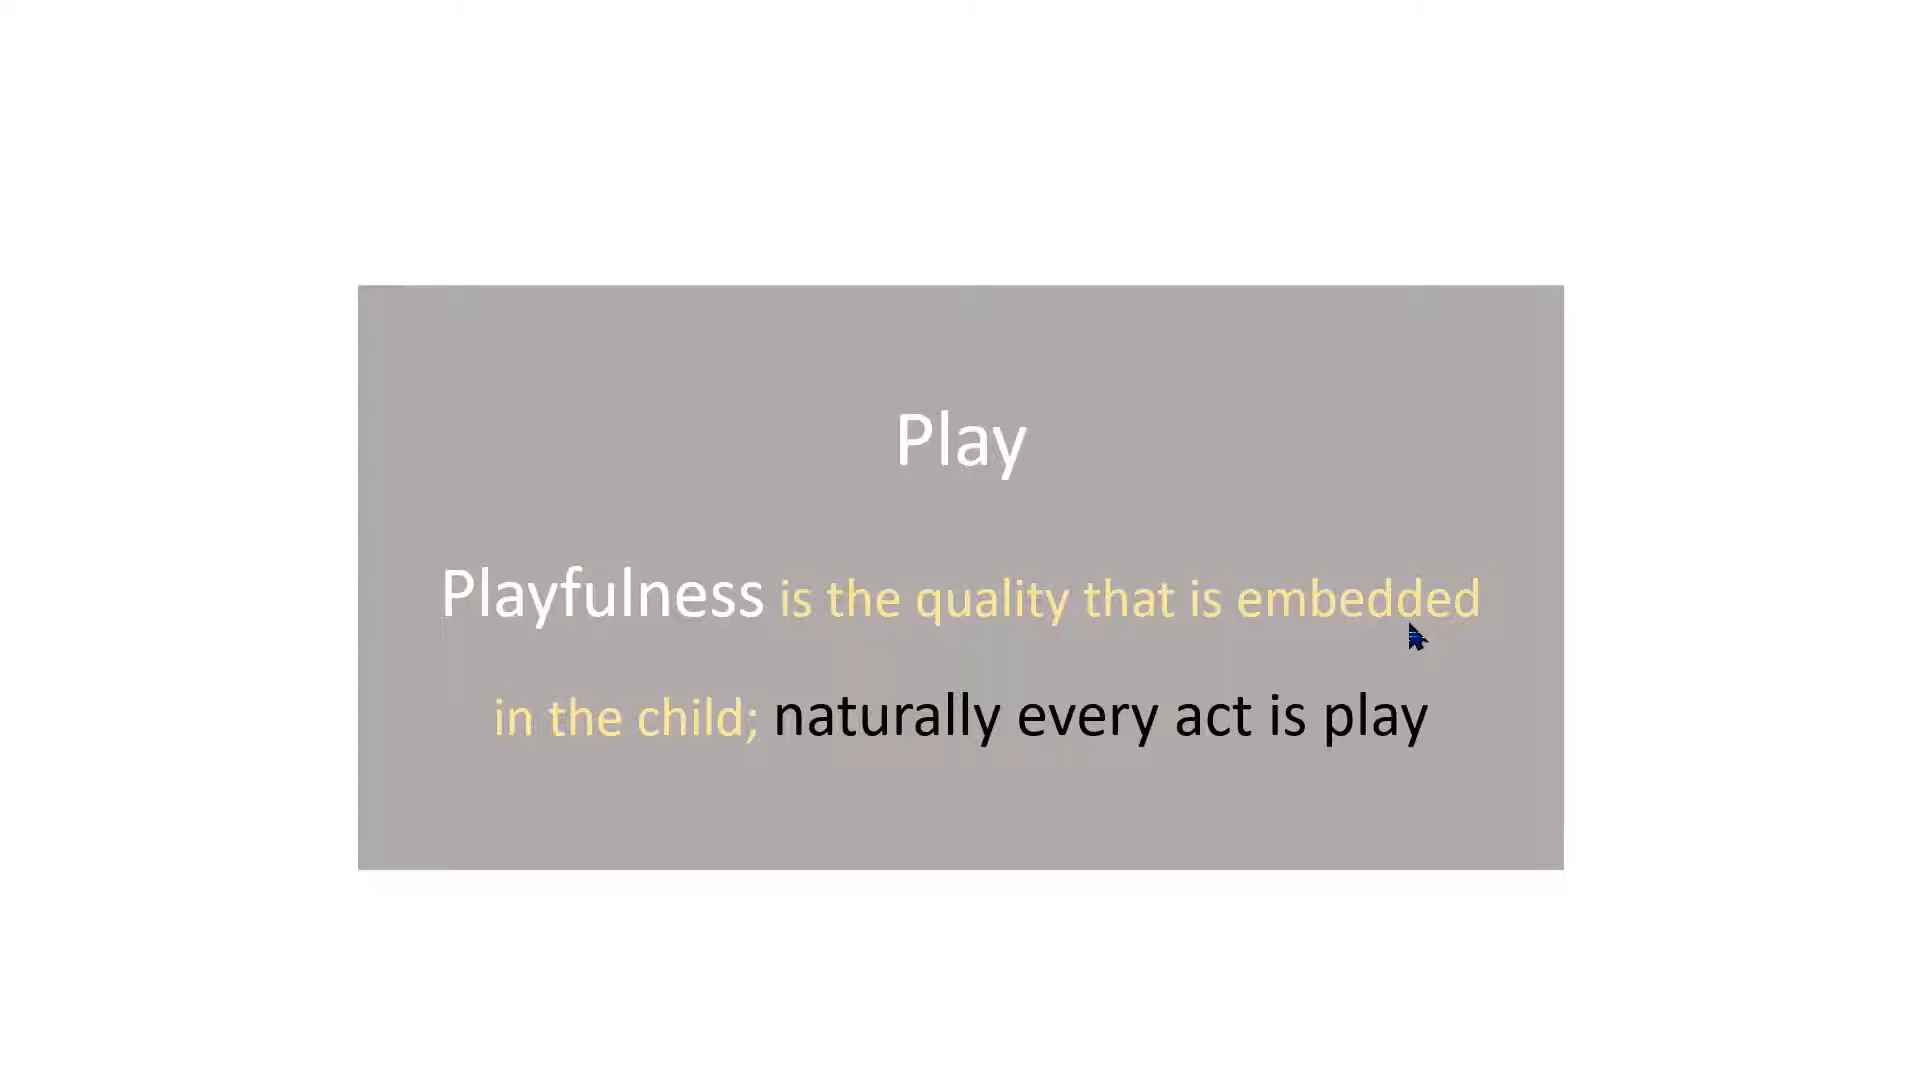 Play
Playfulness is the quality that is embedded
in the child; naturally every act is play